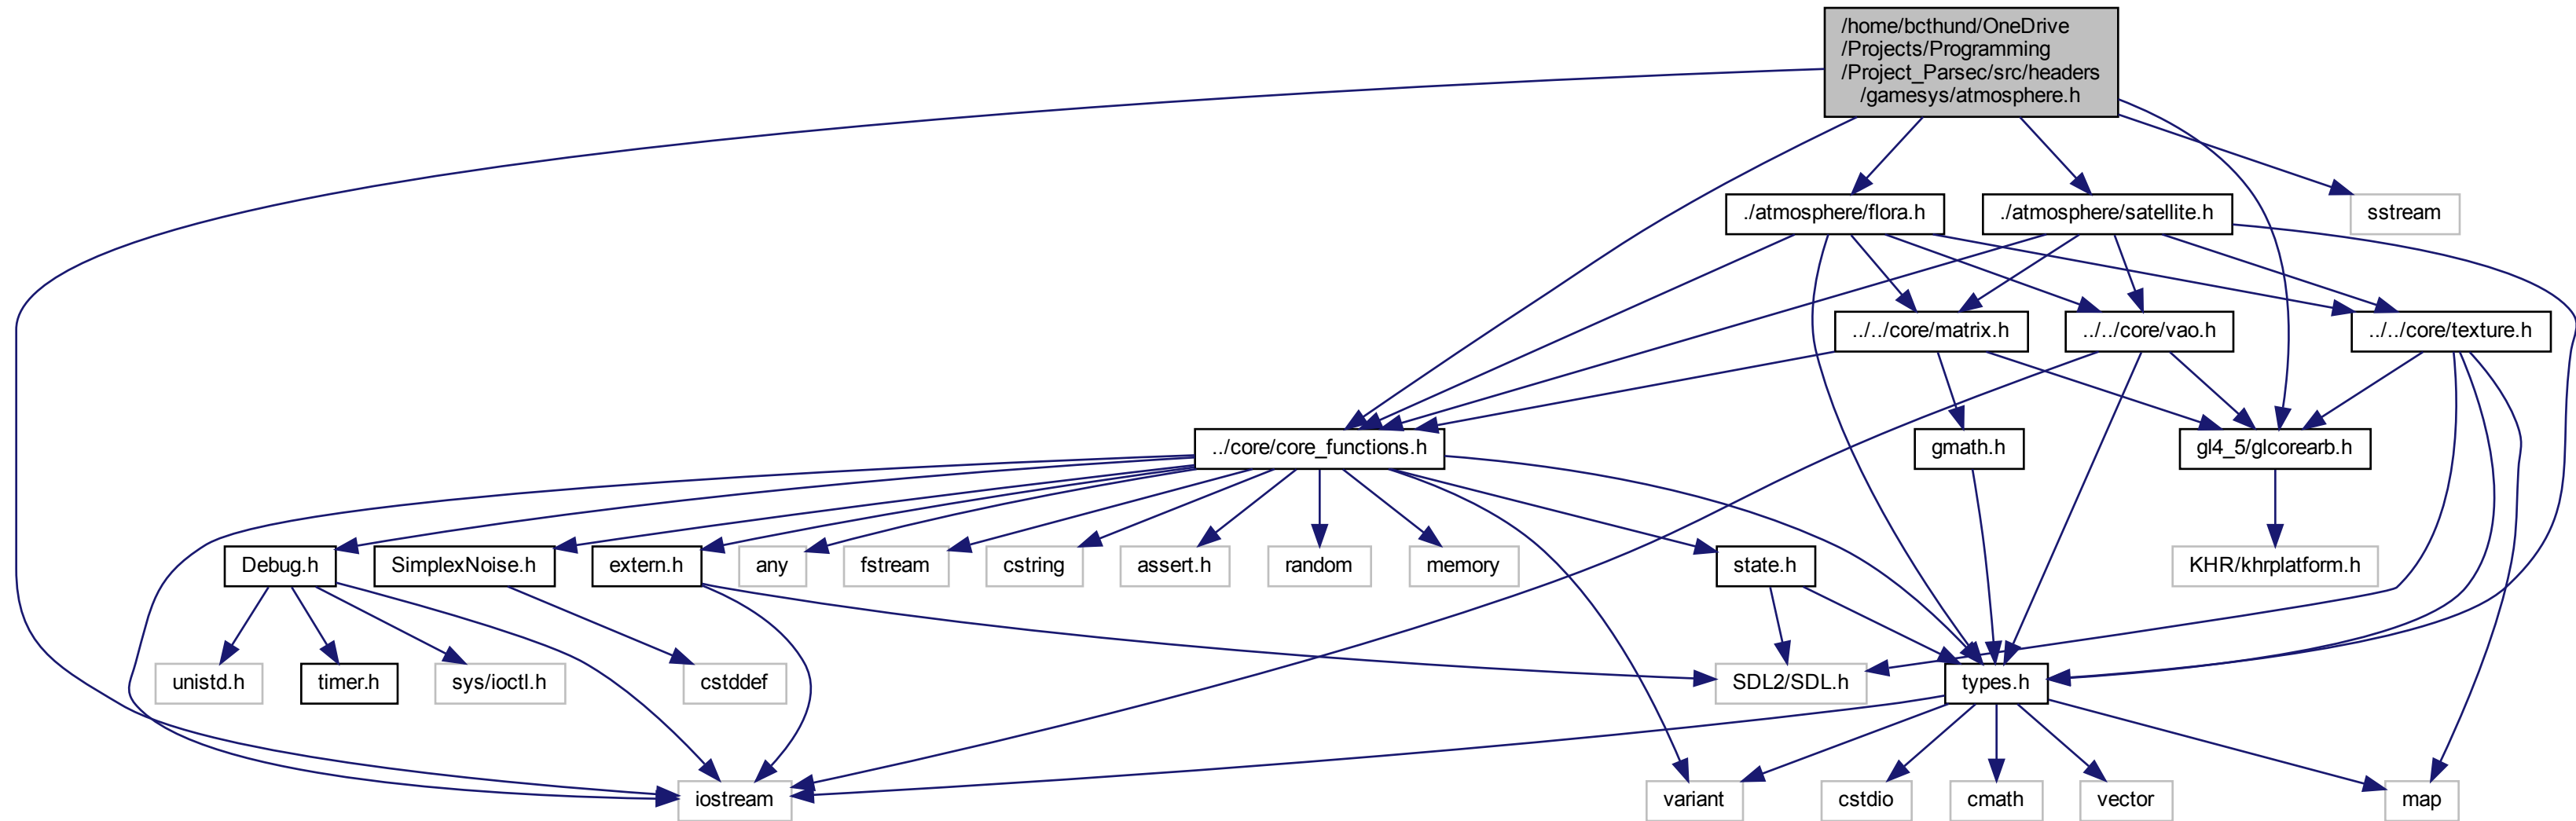 /home/bcthund/OneDrive
/Projects/Programming
/Project_Parsec/src/headers
/gamesys/atmosphere.h
./atmosphere/flora.h
./atmosphere/satellite.h
sstream
../../core/matrix.h
../../core/vao.h
../../core/texture.h
../core/core_functions.h
gmath.h
gl4_5/glcorearb.h
Debug.h
SimplexNoise.h
extern.h
any
fstream
cstring
assert.h
random
memory
state.h
KHR/khrplatform.h
unistd.h
timer.h
sys/ioctl.h
cstddef
SDL2/SDL.h
types.h
iostream
variant
cstdio
cmath
vector
map